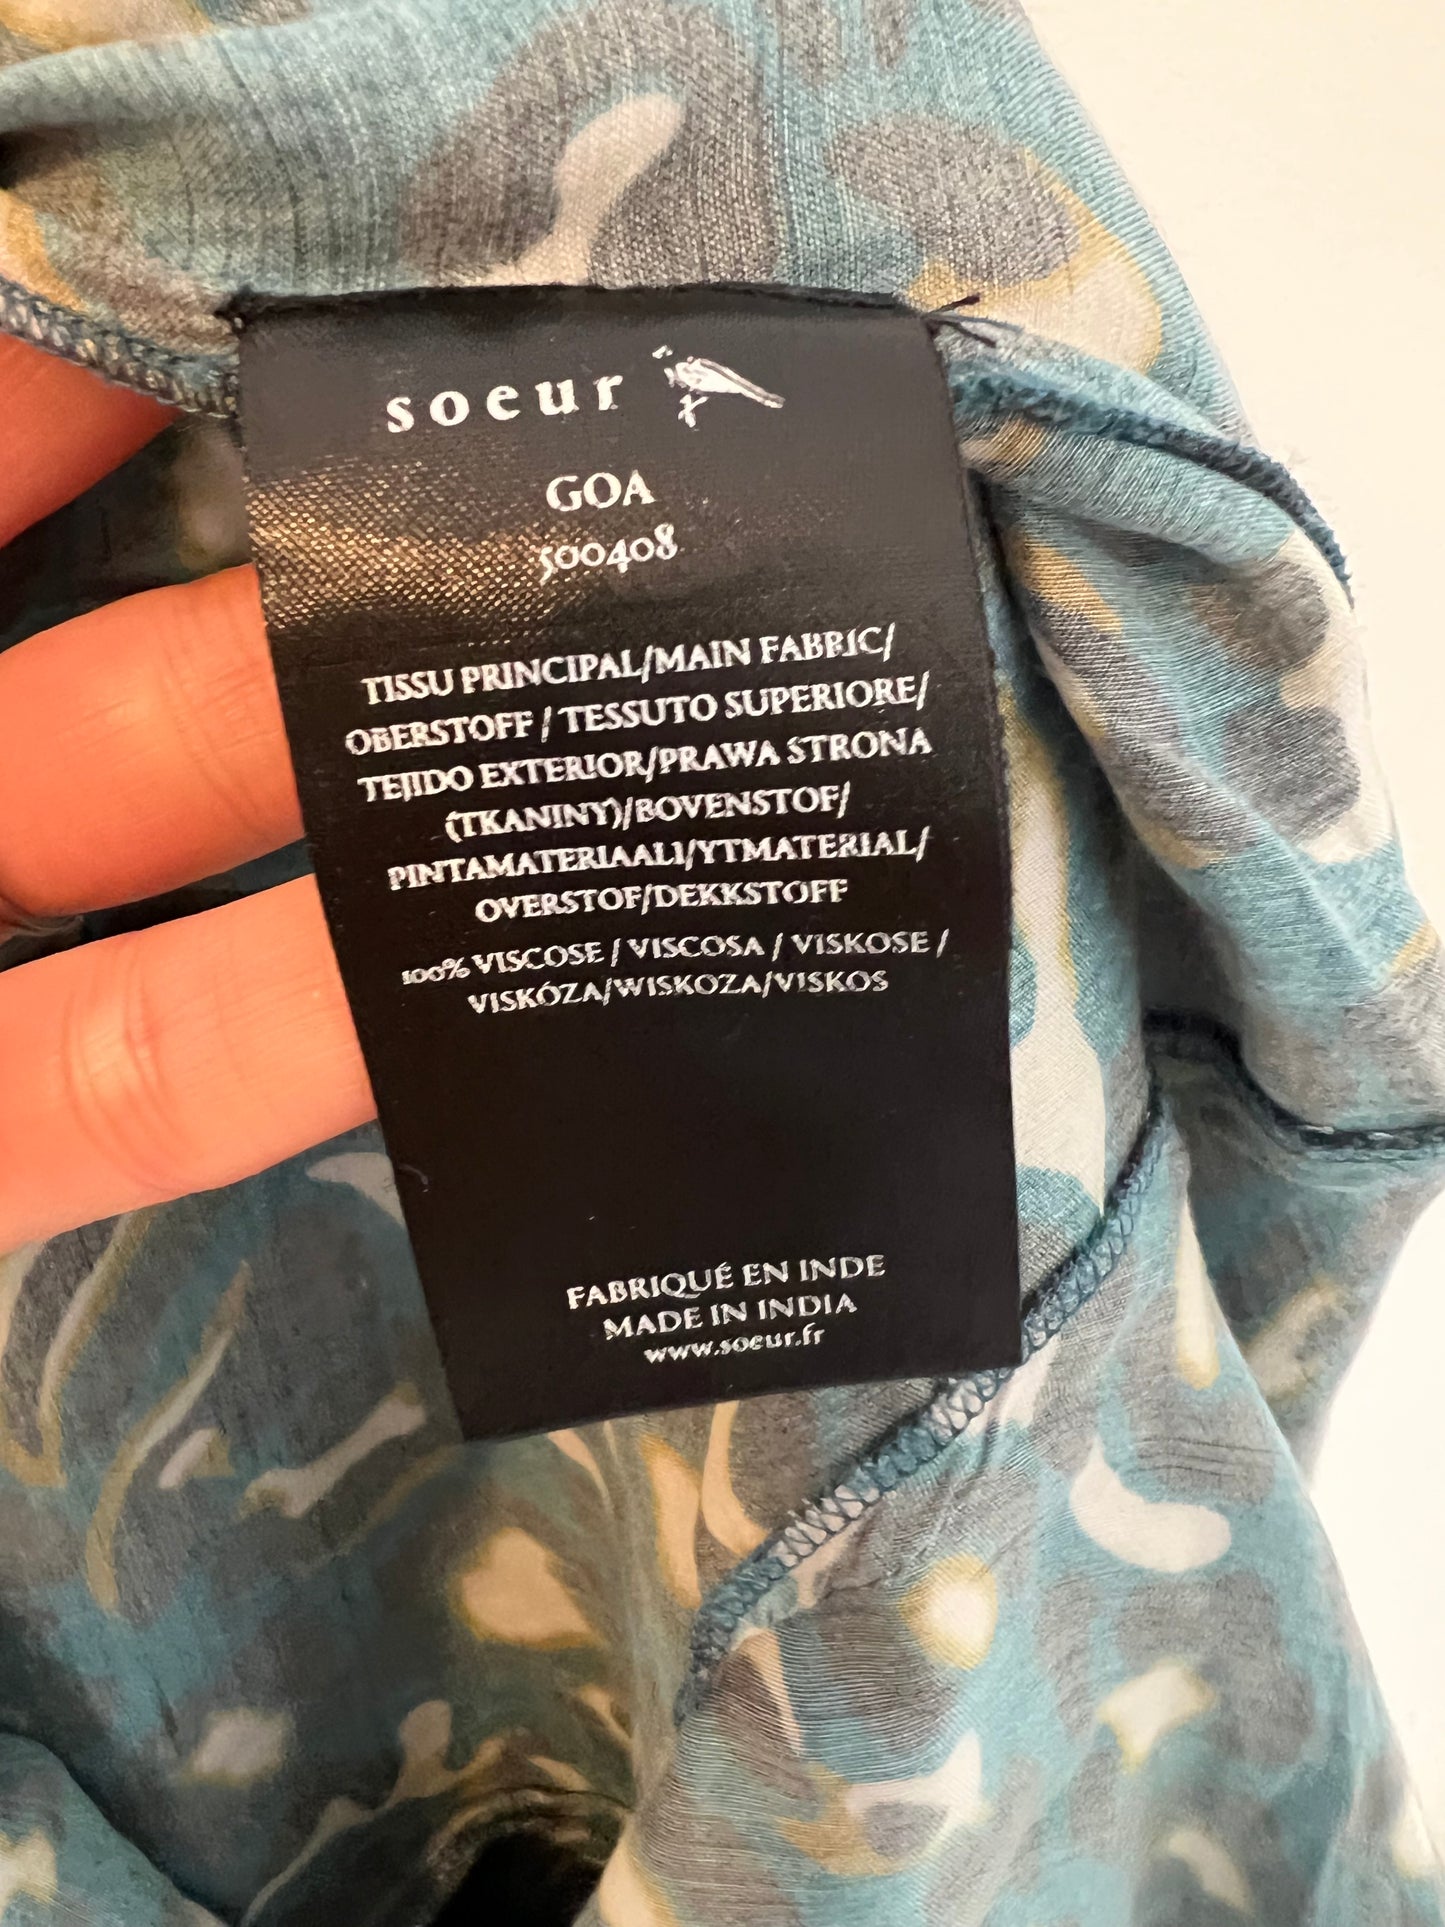 soeur
GOA
500408
TISSU PRINCIPAL/MAIN FABRIC/
OBERSTOFF / TESSUTO SUPERIORE/
TEJIDO EXTERIOR/PRAWA STRONA
(TKANINY)/BOVENSTOF/
PINTAMATERIAALI/YTMATERIAL/
OVERSTOF/DEKKSTOFF
100% VISCOSE / VISCOSA / VISKOSE /
VISKÓZA/WISKOZA/VISKOS
FABRIQUÉ EN INDE
MADE IN INDIA
www.soeur.fr